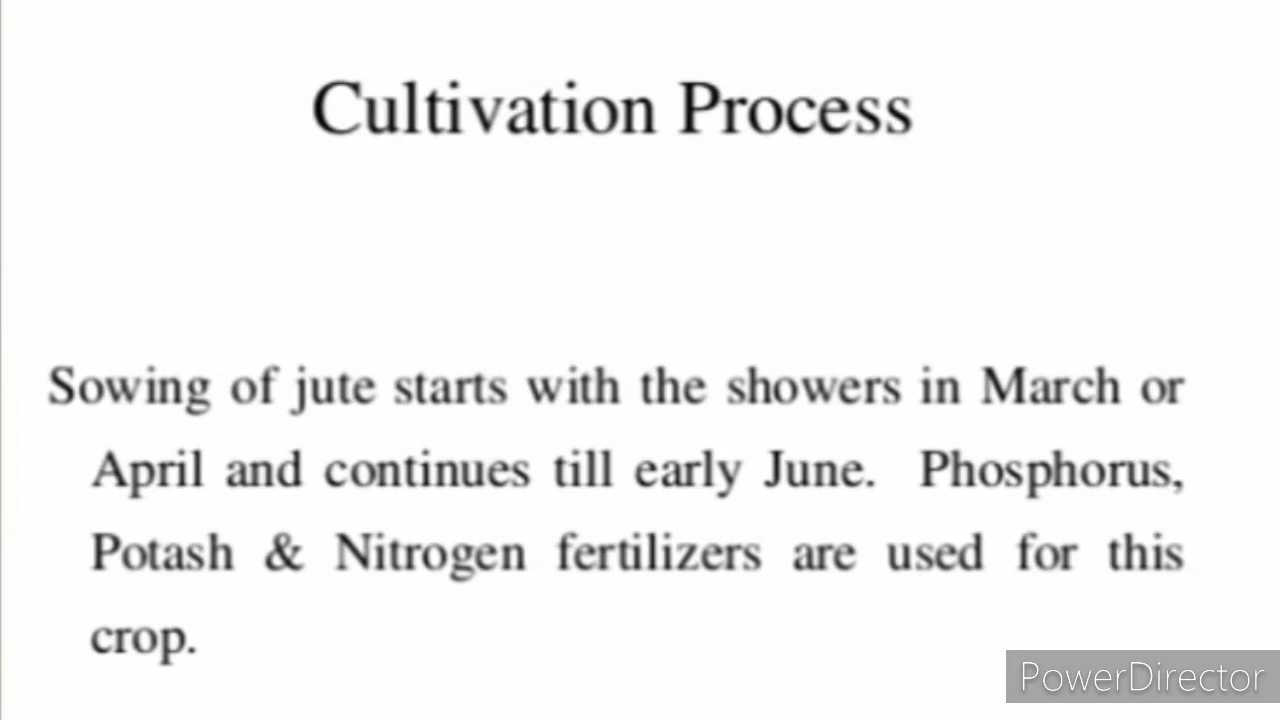 Cultivation Process
Sowing of jute starts with the showers in March or
April and continues till early June. Phosphorus,
Potash & Nitrogen fertilizers are used for this
crop.
PowerDirector